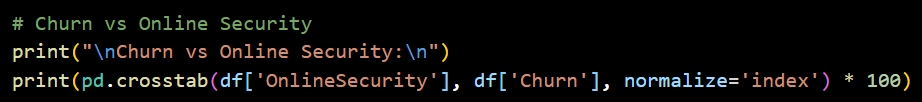 # Churn vs Online Security
print("\nChurn vs Online Security:\n")
print(pd.crosstab(df['OnlineSecurity'], df['Churn'], normalize='index') * 100)